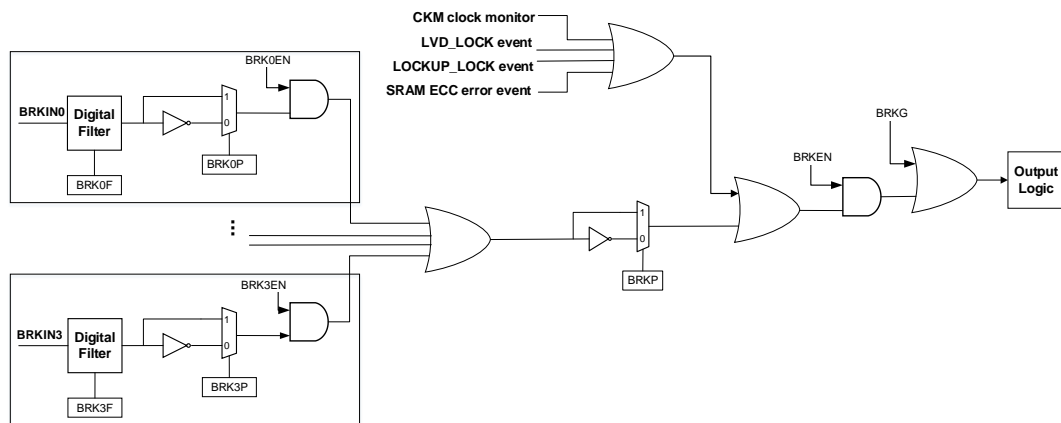 CKM clock monitor
LVD_LOCK event
LOCKUP_LOCK event
SRAM ECC error event
BRK0EN
BRKIN0
Digital
Filter
1
0
BRK0P
BRK0F
...
BRKG
BRKEN
Output
Logic
1
0
BRKP
BRK3EN
BRKIN3
Digital
Filter
1
0
BRK3P
BRK3F